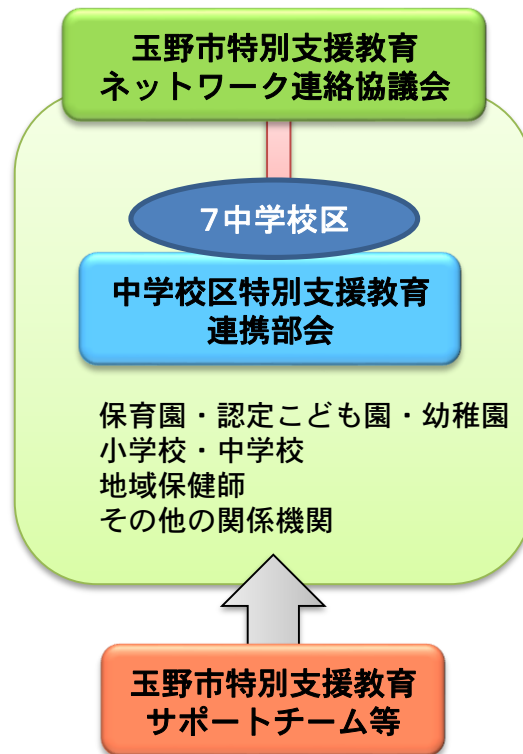 玉野市特別支援教育
ネットワーク連絡協議会
7中学校区
中学校区特別支援教育
連携部会
保育園・認定こども園・幼稚園
小学校・中学校
地域保健師
その他の関係機関
玉野市特別支援教育
サポートチーム等